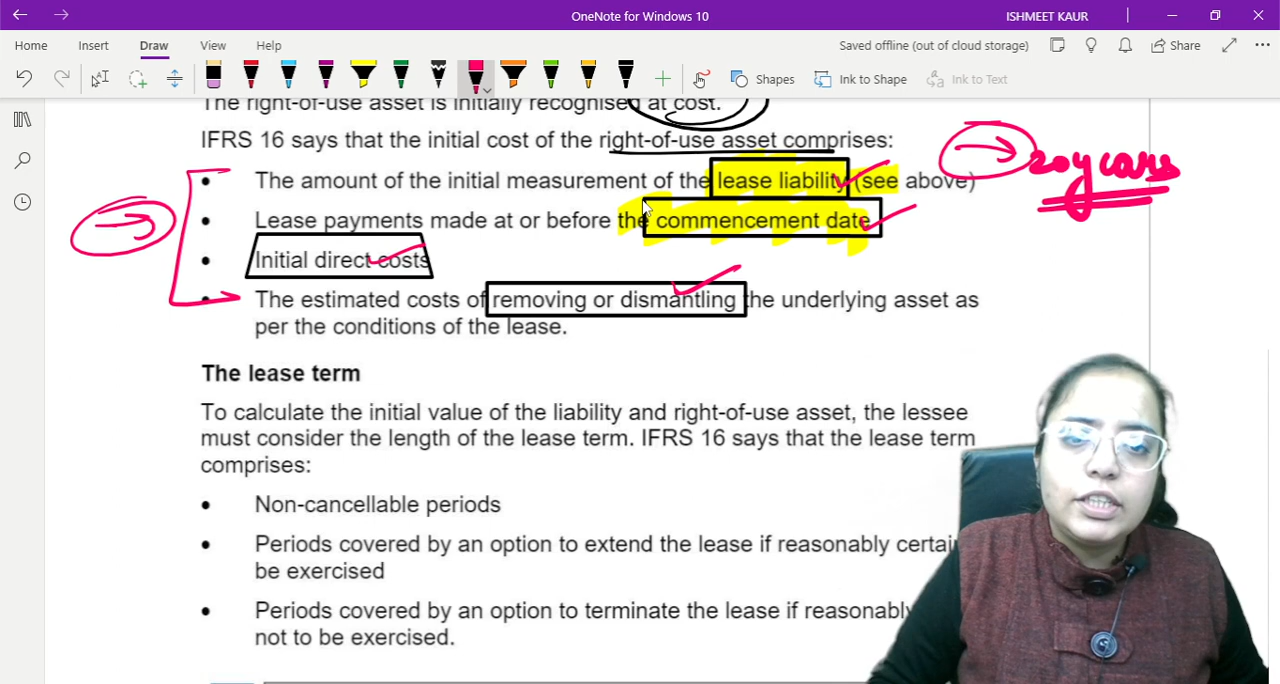 OneNote for Windows 10
ISHMEET KAUR
Home Insert Draw View Help
Saved offline (out of cloud storage)
Share
Shapes
Ink to Shape
Ink to Text
The right-of-use asset is initially recognised at cost.
IFRS 16 says that the initial cost of the right-of-use asset comprises:
20years
• The amount of the initial measurement of the lease liability (see above)
• Lease payments made at or before the commencement date
• Initial direct costs
• The estimated costs of removing or dismantling the underlying asset as
per the conditions of the lease.
The lease term
To calculate the initial value of the liability and right-of-use asset, the lessee
must consider the length of the lease term. IFRS 16 says that the lease term
comprises:
• Non-cancellable periods
• Periods covered by an option to extend the lease if reasonably certain
be exercised
• Periods covered by an option to terminate the lease if reasonably
not to be exercised.